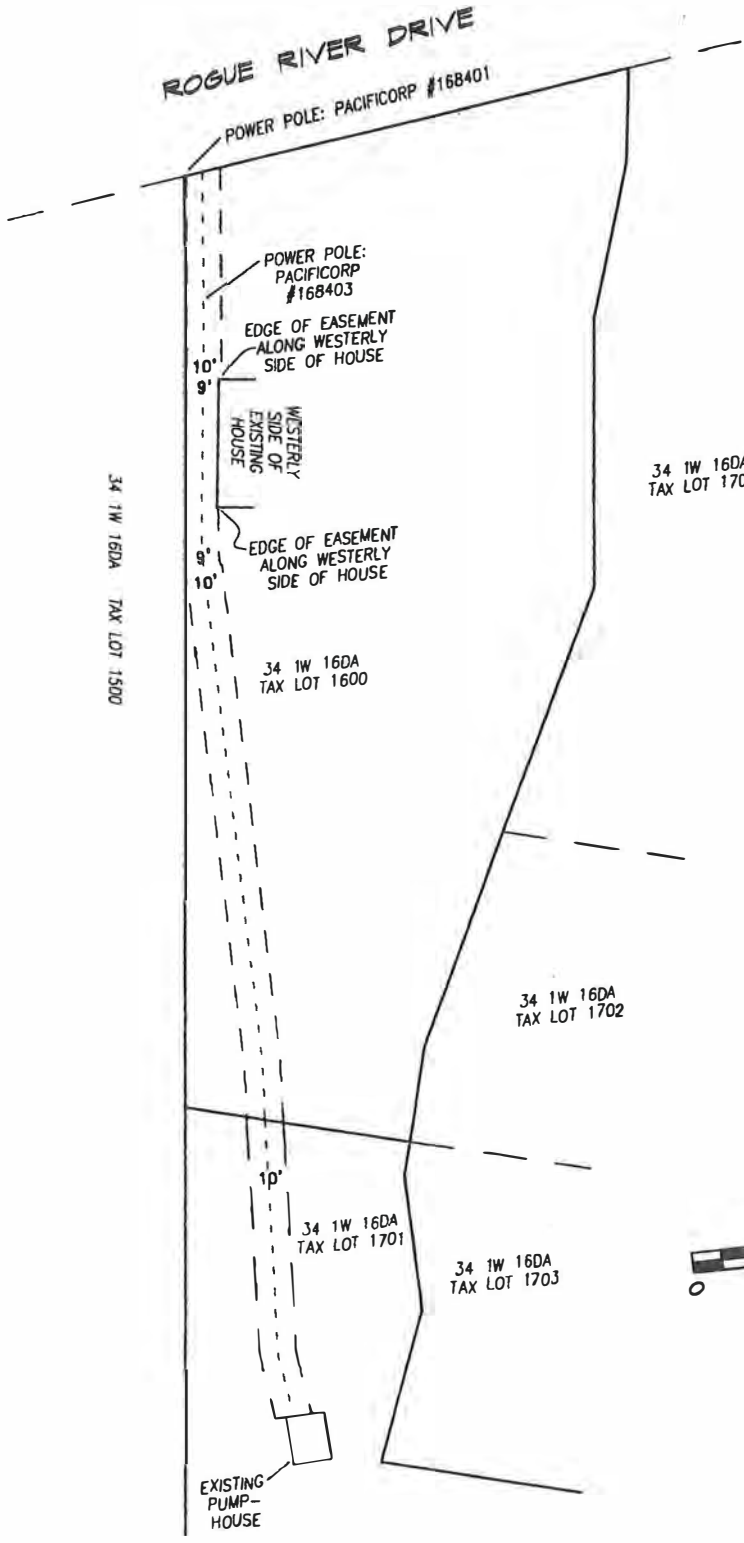 ROGUE RIVER DRIVE
POWER POLE: PACIFICORP #168401
POWER POLE:
PACIFICORP
#168403
EDGE OF EASEMENT
ALONG WESTERLY
SIDE OF HOUSE
10'
9'
WESTERLY
SIDE OF
EXISTING
HOUSE
34 1W 16DA
TAX LOT
34 1W 16DA TAX LOT 1500
EDGE OF EASEMENT
ALONG WESTERLY
SIDE OF HOUSE
9'
10'
34 1W 16DA
TAX LOT 1600
34 1W 16DA
TAX LOT 1702
10'
34 1W 16DA
TAX LOT 1701
34 1W 16DA
TAX LOT 1703
0
EXISTING
PUMP-
HOUSE